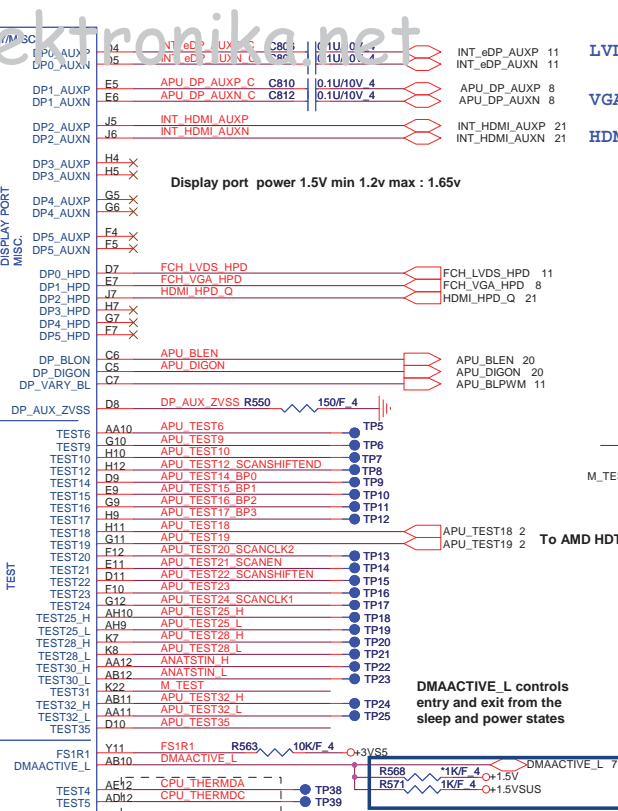 ektronika.net
/MISC
DP0_AUXP D4 INT_eDP_AUXP_C 0.1U/10V_4 INT_eDP_AUXP 11 LVD
DP0_AUXN D5 INT_eDP_AUXN_C 0.1U/10V_4 INT_eDP_AUXN 11
DP1_AUXP E5 APU_DP_AUXP_C C810 0.1U/10V_4 APU_DP_AUXP 8
DP1_AUXN E6 APU_DP_AUXN_C C812 0.1U/10V_4 APU_DP_AUXN 8 VGA
DP2_AUXP J5 INT_HDMI_AUXP INT_HDMI_AUXP 21
DP2_AUXN J6 INT_HDMI_AUXN INT_HDMI_AUXN 21 HDM
DP3_AUXP H4
DP3_AUXN H5
Display port power 1.5V min 1.2v max : 1.65v
DP4_AUXP G5
DP4_AUXN G6
DP5_AUXP F4
DP5_AUXN F5
DISPLAY PORT
MISC.
DP0_HPD D7 FCH_LVDS_HPD FCH_LVDS_HPD 11
DP1_HPD E7 FCH_VGA_HPD FCH_VGA_HPD 8
DP2_HPD J7 HDMI_HPD_Q HDMI_HPD_Q 21
DP3_HPD H7
DP4_HPD G7
DP5_HPD F7
DP_BLON C6 APU_BLEN APU_BLEN 20
DP_DIGON C5 APU_DIGON APU_DIGON 20
DP_VARY_BL C7 APU_BLPWM 11
DP_AUX_ZVSS D8 DP_AUX_ZVSS R550 150/F_4
TEST6 AA10 APU_TEST6 TP5
TEST9 G10 APU_TEST9 TP6
TEST10 H10 APU_TEST10 TP7
TEST12 H12 APU_TEST12_SCANSHIFTEND TP8
TEST14 D9 APU_TEST14_BP0 TP9
TEST15 E9 APU_TEST15_BP1 TP10
TEST16 G9 APU_TEST16_BP2 TP11
TEST17 H9 APU_TEST17_BP3 TP12
M_TES
TEST18 H11 APU_TEST18 APU_TEST18 2
TEST19 G11 APU_TEST19 APU_TEST19 2 To AMD HDT
TEST20 F12 APU_TEST20_SCANCLK2 TP13
TEST21 E11 APU_TEST21_SCANEN TP14
TEST22 D11 APU_TEST22_SCANSHIFTEN TP15
TEST23 F10 APU_TEST23 TP16
TEST24 G12 APU_TEST24_SCANCLK1 TP17
TEST25_H AH10 APU_TEST25_H TP18
TEST25_L AH9 APU_TEST25_L TP19
TEST28_H K7 APU_TEST28_H TP20
TEST28_L K8 APU_TEST28_L TP21
TEST30_H AA12 ANATSTIN_H TP22
TEST30_L AB12 ANATSTIN_L TP23
TEST31 K22 M_TEST
TEST32_H AB11 APU_TEST32_H TP24
TEST32_L AA11 APU_TEST32_L TP25
TEST35 D10 APU_TEST35
TEST
DMAACTIVE_L controls
entry and exit from the
sleep and power states
FS1R1 Y11 FS1R1 R563 10K/F_4 +3VS5
DMAACTIVE_L AB10 DMAACTIVE_L DMAACTIVE_L 7
R568 *1K/F_4 +1.5V
R571 1K/F_4 +1.5VSUS
TEST4 AE12 CPU_THERMDA TP38
TEST5 AD12 CPU_THERMDC TP39